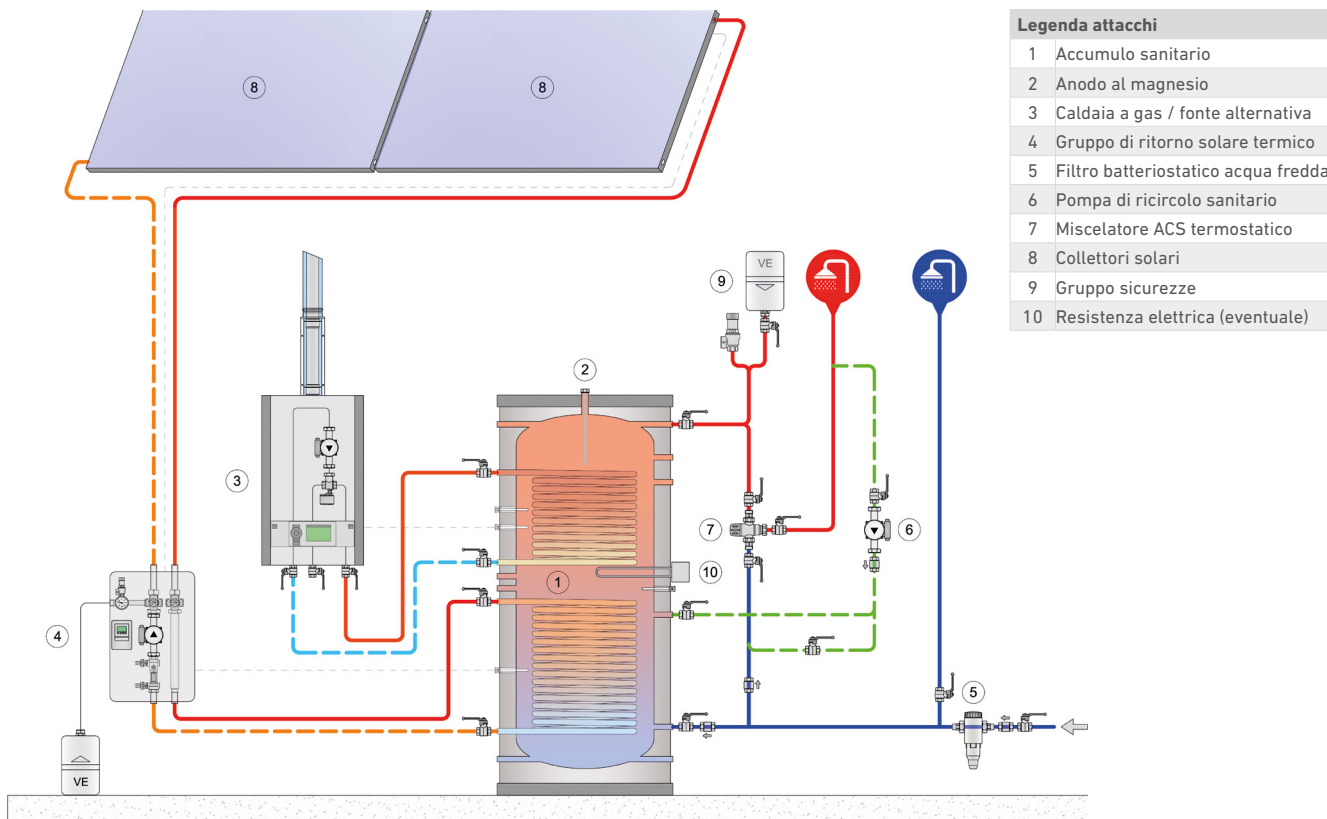 8
8
Legenda attacchi
1 Accumulo sanitario
2 Anodo al magnesio
3 Caldaia a gas / fonte alternativa
4 Gruppo di ritorno solare termico
5 Filtro batteriostatico acqua fredda
6 Pompa di ricircolo sanitario
7 Miscelatore ACS termostatico
8 Collettori solari
9 Gruppo sicurezze
10 Resistenza elettrica (eventuale)
VE
9
2
3
7
6
10
1
4
5
VE